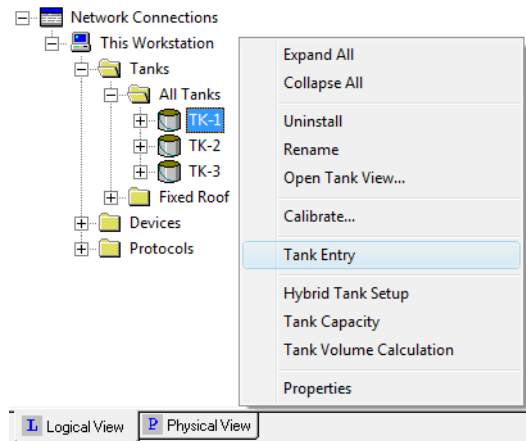 Network Connections
This Workstation
Tanks
All Tanks
TK-1
TK-2
TK-3
Fixed Roof
Devices
Protocols
Expand All
Collapse All
Uninstall
Rename
Open Tank View...
Calibrate...
Tank Entry
Hybrid Tank Setup
Tank Capacity
Tank Volume Calculation
Properties
L Logical View
P Physical View